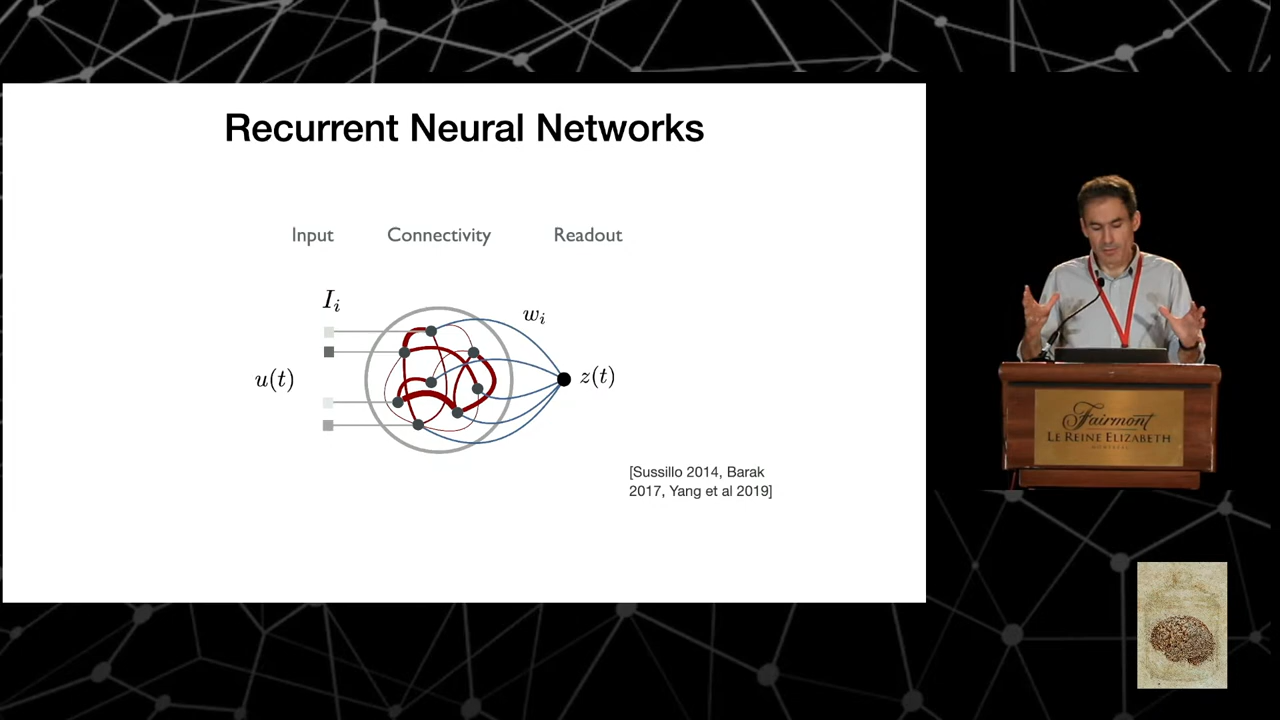 Recurrent Neural Networks
Input Connectivity Readout
I_i
w_i
u(t)
z(t)
[Sussillo 2014, Barak
2017, Yang et al 2019]
Fairmont
LE REINE ELIZABETH
MONTRÉAL